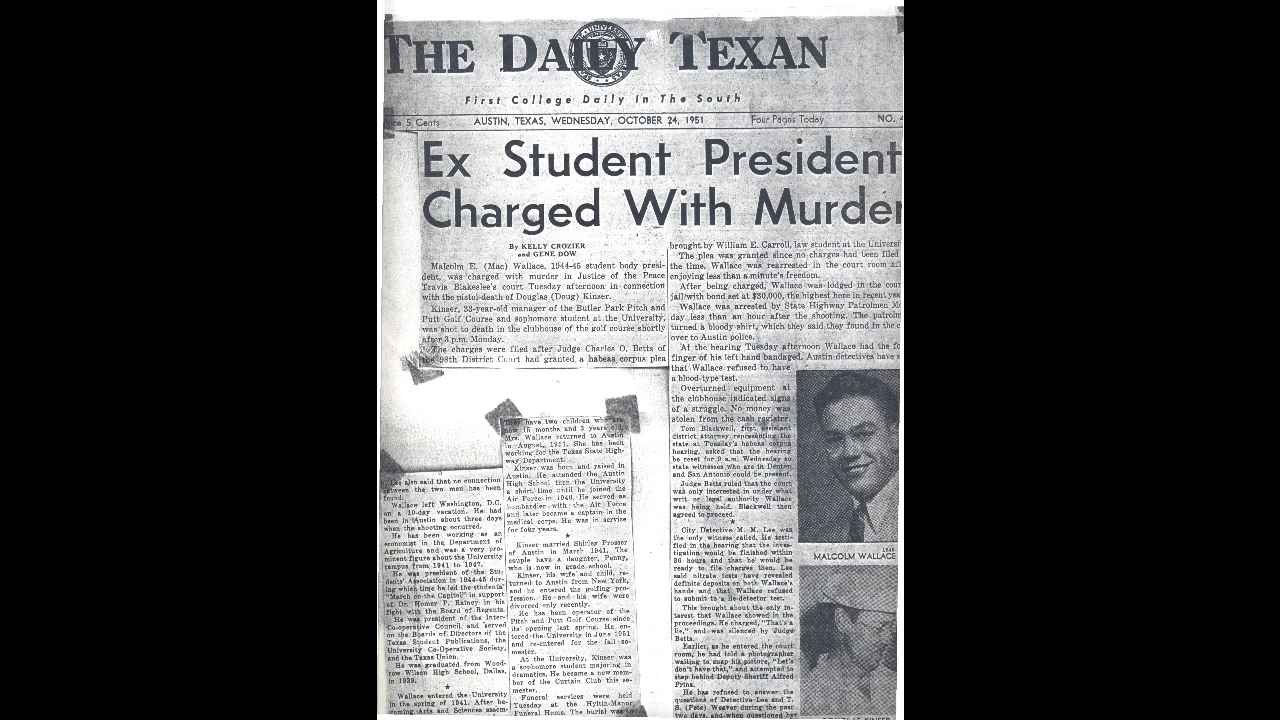 THE DAILY TEXAN
First College Daily In The South
5 Cents AUSTIN, TEXAS, WEDNESDAY, OCTOBER 24, 1951 Four Pages Today NO.
Ex Student President
Charged With Murder
By KELLY CROZIER
and GENE DOW
Malcolm E. (Mac) Wallace, 1944-45 student body presi-
dent, was charged with murder in Justice of the Peace
Travis Blakeslee's court Tuesday afternoon in connection
with the pistol-death of Douglas (Doug) Kinser.
Kinser, 33-year-old manager of the Butler Park Pitch and
Putt Golf Course and sophomore student at the University,
was shot to death in the clubhouse of the golf course shortly
after 3 p.m. Monday.
The charges were filed after Judge Charles O. Betts of
the 98th District Court had granted a habeas corpus plea
brought by William E. Carroll, law student at the Universi
The plea was granted since no charges had been filed
the time. Wallace was rearrested in the court room
enjoying less than a minute's freedom.
After being charged, Wallace was lodged in the cou
jail with bond set at $30,000, the highest here in recent
Wallace was arrested by State Highway Patrolmen
day less than an hour after the shooting. The patrolm
turned a bloody shirt, which they said they found in the
over to Austin police.
At the hearing Tuesday afternoon Wallace had the
finger of his left hand bandaged. Austin detectives have
that Wallace refused to have
a blood-type test.
Overturned equipment at
the clubhouse indicated signs
of a struggle. No money was
stolen from the cash register.
Tom Blackwell, first assistant
district attorney representing the
state at Tuesday's habeas corpus
hearing, asked that the hearing
be reset for 9 a.m. Wednesday so
state witnesses who are in Denton
and San Antonio could be present.
Judge Betts ruled that the court
was only interested in under what
writ or legal authority Wallace
was being held. Blackwell then
agreed to proceed.
★
City Detective M. M. Lee was
the only witness called. He testi-
fied in the hearing that the inves-
tigation would be finished within
36 hours and that he would be
ready to file charges then. Lee
said nitrate tests have revealed
definite deposits on both Wallace's
hands and that Wallace refused
to submit to a lie-detector test.
This brought about the only in-
terest that Wallace showed in the
proceedings. He charged, "That's a
lie," and was silenced by Judge
Betts.
Earlier, as he entered the court
room, he had told a photographer
waiting to snap his picture, "Let's
don't have that," and attempted to
step behind Deputy Sheriff Alfred
Prinz.
He has refused to answer the
questions of Detective Lee and T.
S. (Pete) Weaver during the past
two days, and when questioned by
MALCOLM WALLACE
Lee also said that no connection
between the two men has been
found.
Wallace left Washington, D.C.
on a 10-day vacation. He had
been in Austin about three days
when the shooting occurred.
He has been working as an
economist in the Department of
Agriculture and was a very pro-
minent figure about the University
campus from 1941 to 1947.
He was president of the Stu-
dents' Association in 1944-45 dur-
ing which time he led the students'
"March on the Capitol" in support
of Dr. Homer P. Rainey in his
fight with the Board of Regents.
He was president of the Inter-
Co-operative Council and served
on the Boards of Directors of the
Texas Student Publications, the
University Co-Operative Society,
and the Texas Union.
He was graduated from Wood-
row Wilson High School, Dallas,
in 1939.
★
Wallace entered the University
in the spring of 1941. After be-
coming Arts and Sciences assem-
They have two children who are
now 16 months and 3 years old.
Mrs. Wallace returned to Austin
in August, 1951. She has been
working for the Texas State High-
way Department.
Kinser was born and raised in
Austin. He attended the Austin
High School then the University
a short time until he joined the
Air Force in 1940. He served as
bombardier with the Air Force
and later became a captain in the
medical corps. He was in service
for four years.
★
Kinser married Shirley Prosser
of Austin in March 1941. The
couple have a daughter, Penny,
who is now in grade school.
Kinser, his wife and child, re-
turned to Austin from New York,
and he entered the golfing pro-
fession. He and his wife were
divorced only recently.
He has been operator of the
Pitch and Putt Golf Course since
its opening last spring. He en-
tered the University in June 1951
and re-entered for the fall se-
mester.
At the University, Kinser was
a sophomore student majoring in
dramatics. He became a new mem-
ber of the Curtain Club this se-
mester.
Funeral services were held
Tuesday at the Hyltin-Manor
Funeral Home. The burial was